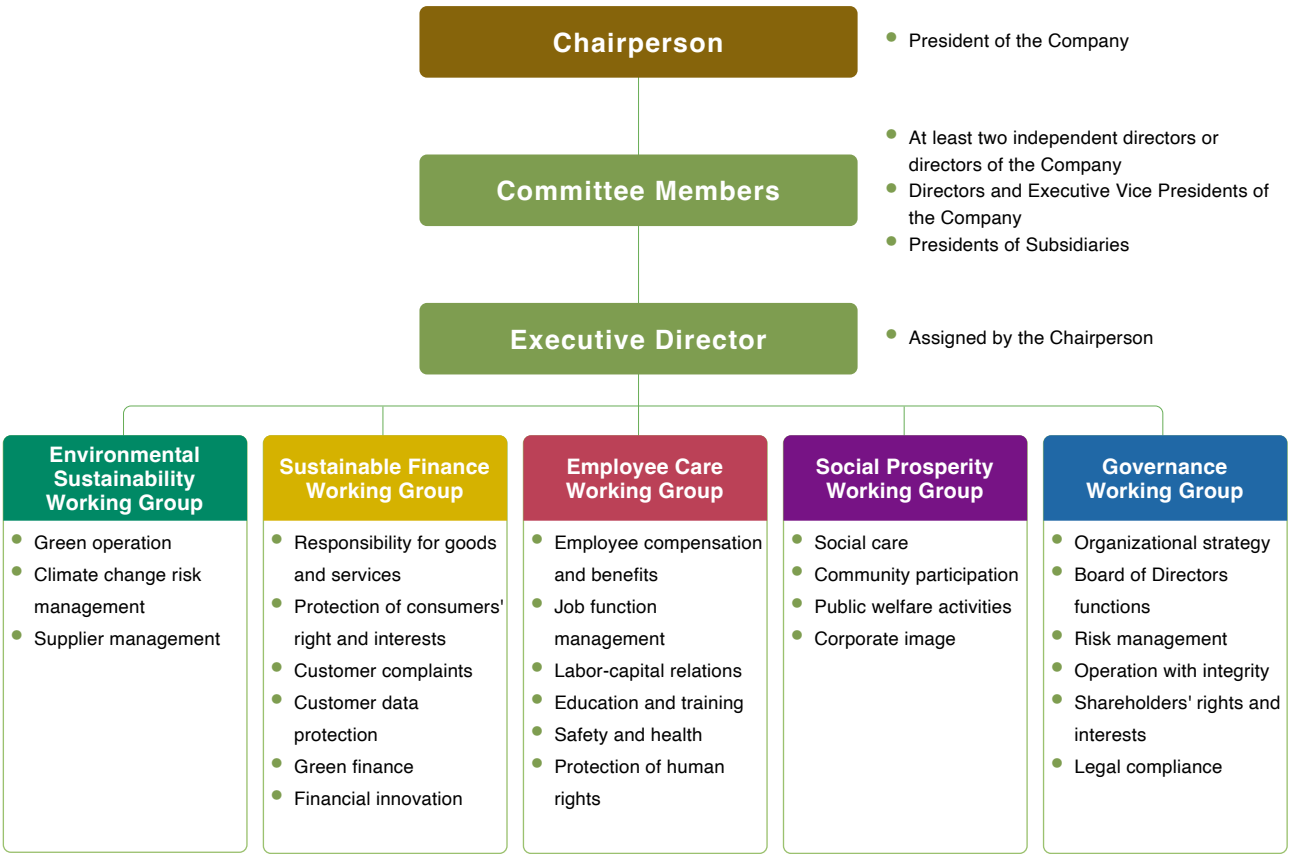 Chairperson
• President of the Company
Committee Members
• At least two independent directors or
directors of the Company
• Directors and Executive Vice Presidents of
the Company
• Presidents of Subsidiaries
Executive Director
• Assigned by the Chairperson
Environmental
Sustainability
Working Group
• Green operation
• Climate change risk
management
• Supplier management
Sustainable Finance
Working Group
• Responsibility for goods
and services
• Protection of consumers'
right and interests
• Customer complaints
• Customer data
protection
• Green finance
• Financial innovation
Employee Care
Working Group
• Employee compensation
and benefits
• Job function
management
• Labor-capital relations
• Education and training
• Safety and health
• Protection of human
rights
Social Prosperity
Working Group
• Social care
• Community participation
• Public welfare activities
• Corporate image
Governance
Working Group
• Organizational strategy
• Board of Directors
functions
• Risk management
• Operation with integrity
• Shareholders' rights and
interests
• Legal compliance